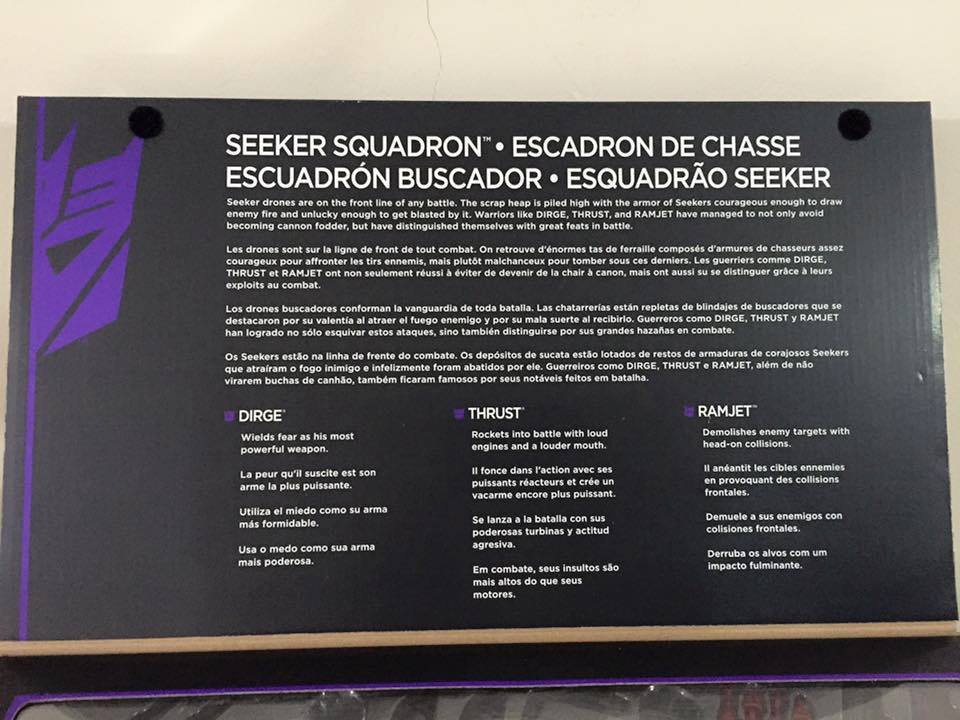 SEEKER SQUADRON™ • ESCADRON DE CHASSE
ESCUADRÓN BUSCADOR • ESQUADRÃO SEEKER
Seeker drones are on the front line of any battle. The scrap heap is piled high with the armor of Seekers courageous enough to draw
enemy fire and unlucky enough to get blasted by it. Warriors like DIRGE, THRUST, and RAMJET have managed to not only avoid
becoming cannon fodder, but have distinguished themselves with great feats in battle.
Les drones sont sur la ligne de front de tout combat. On retrouve d'énormes tas de ferraille composés d'armures de chasseurs assez
courageux pour affronter les tirs ennemis, mais plutôt malchanceux pour tomber sous ces derniers. Les guerriers comme DIRGE,
THRUST et RAMJET ont non seulement réussi à éviter de devenir de la chair à canon, mais ont aussi su se distinguer grâce à leurs
exploits au combat.
Los drones buscadores conforman la vanguardia de toda batalla. Las chatarrerías están repletas de blindajes de buscadores que se
destacaron por su valentía al atraer el fuego enemigo y por su mala suerte al recibirlo. Guerreros como DIRGE, THRUST y RAMJET
han logrado no sólo esquivar estos ataques, sino también distinguirse por sus grandes hazañas en combate.
Os Seekers estão na linha de frente do combate. Os depósitos de sucata estão lotados de restos de armaduras de corajosos Seekers
que atraíram o fogo inimigo e infelizmente foram abatidos por ele. Guerreiros como DIRGE, THRUST e RAMJET, além de não
virarem buchas de canhão, também ficaram famosos por seus notáveis feitos em batalha.
DIRGE®
Wields fear as his most
powerful weapon.
La peur qu'il suscite est son
arme la plus puissante.
Utiliza el miedo como su arma
más formidable.
Usa o medo como sua arma
mais poderosa.
THRUST®
Rockets into battle with loud
engines and a louder mouth.
Il fonce dans l'action avec ses
puissants réacteurs et crée un
vacarme encore plus puissant.
Se lanza a la batalla con sus
poderosas turbinas y actitud
agresiva.
Em combate, seus insultos são
mais altos do que seus
motores.
RAMJET™
Demolishes enemy targets with
head-on collisions.
Il anéantit les cibles ennemies
en provoquant des collisions
frontales.
Demuele a sus enemigos con
colisiones frontales.
Derruba os alvos com um
impacto fulminante.